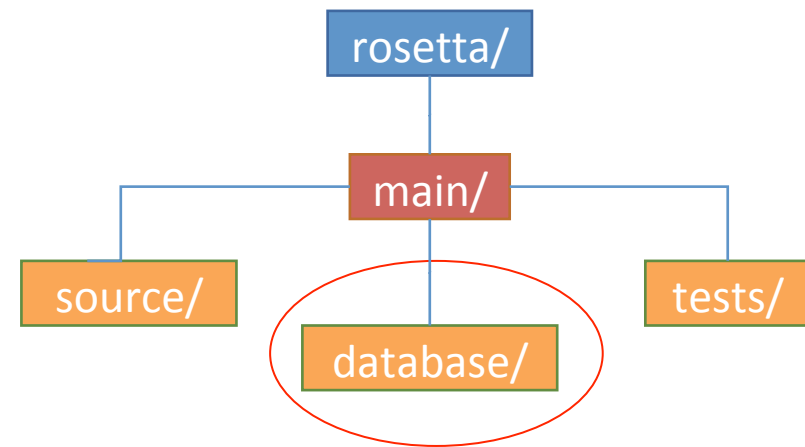 rosetta/
main/
source/
tests/
database/